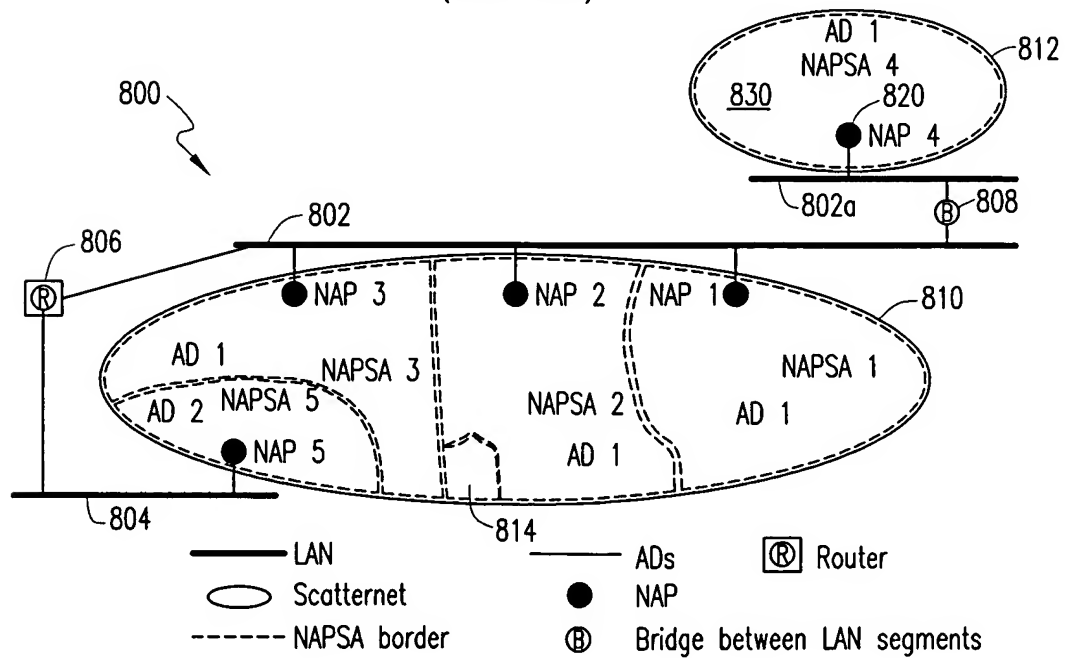 AD 1
812
NAPSA 4
800
830
820
NAP 4
802a
B
808
802
806
R
NAP 3
NAP 2
NAP 1
810
AD 1
NAPSA 3
NAPSA 1
NAPSA 5
AD 2
NAPSA 2
AD 1
NAP 5
AD 1
804
814
LAN
ADs
R Router
Scatternet
NAP
NAPSA border
B Bridge between LAN segments